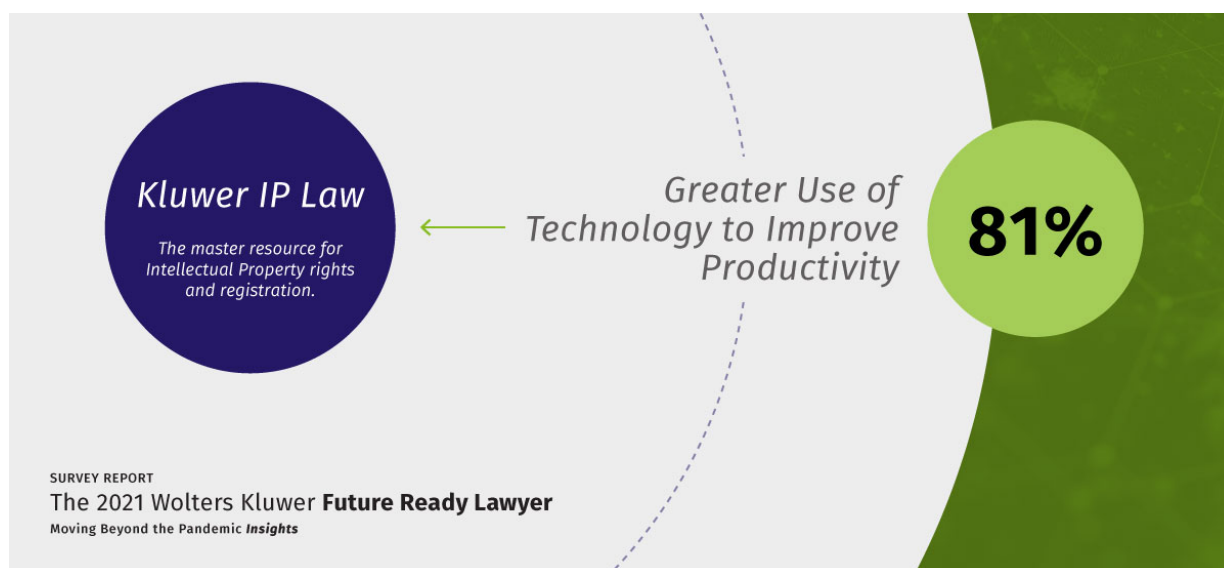 Kluwer IP Law
The master resource for
Intellectual Property rights
and registration.
Greater Use of
Technology to Improve
Productivity
81%
SURVEY REPORT
The 2021 Wolters Kluwer Future Ready Lawyer
Moving Beyond the Pandemic Insights